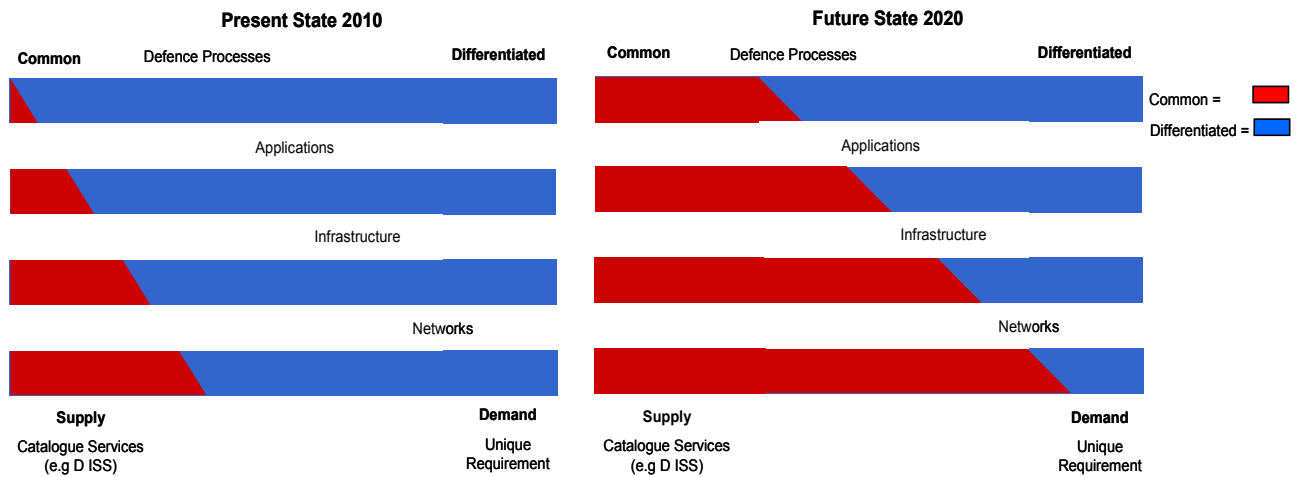 Present State 2010
Common
Defence Processes
Differentiated
Applications
Infrastructure
Networks
Supply
Demand
Catalogue Services
(e.g D ISS)
Unique
Requirement
Future State 2020
Common
Defence Processes
Differentiated
Applications
Infrastructure
Networks
Supply
Demand
Catalogue Services
(e.g D ISS)
Unique
Requirement
Common =
Differentiated =